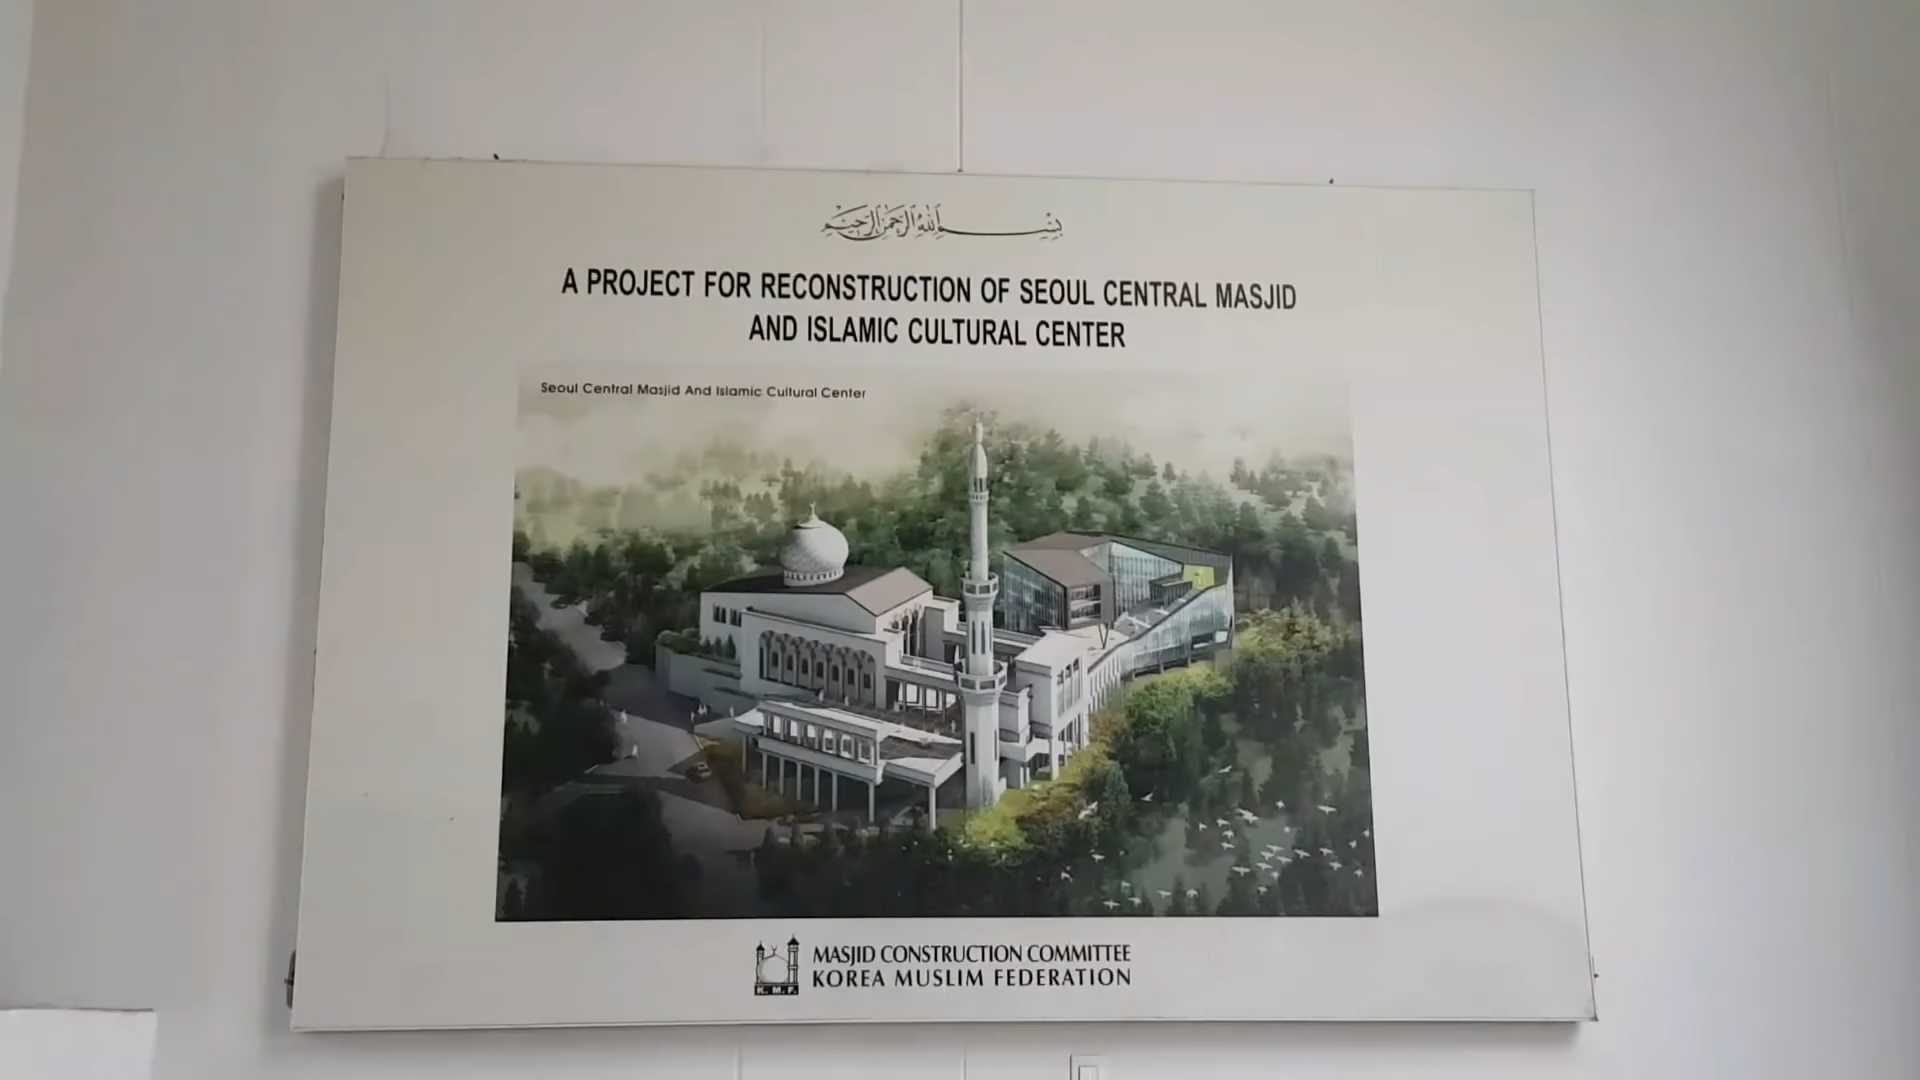 بسم الله الرحمن الرحيم
A PROJECT FOR RECONSTRUCTION OF SEOUL CENTRAL MASJID
AND ISLAMIC CULTURAL CENTER
Seoul Central Masjid And Islamic Cultural Center
MASJID CONSTRUCTION COMMITTEE
KOREA MUSLIM FEDERATION
K. M. F.